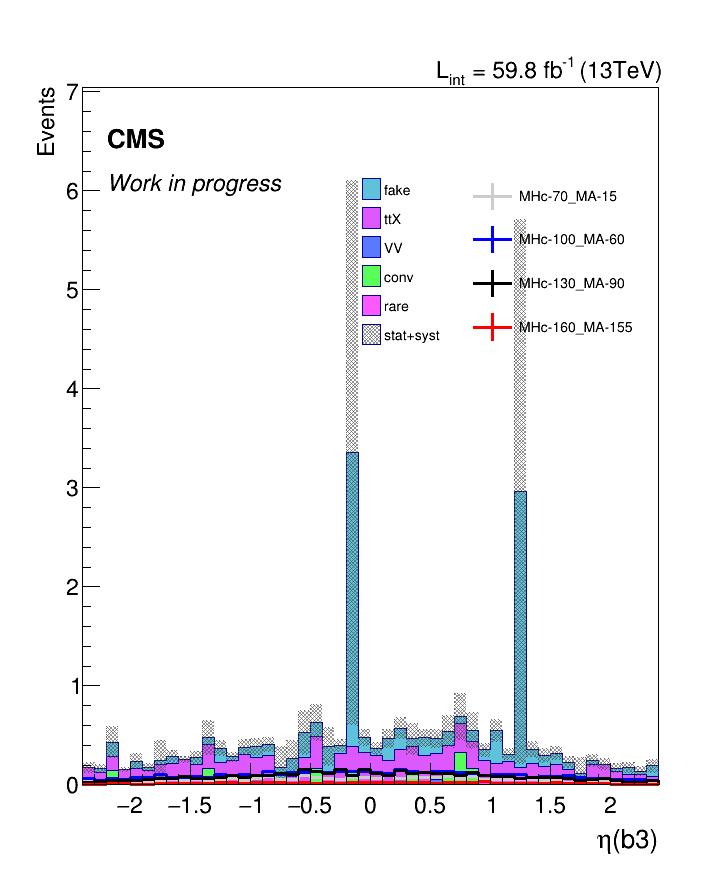 L_int = 59.8 fb^-1 (13TeV)
Events
7
CMS
Work in progress
6
fake
ttX
VV
conv
rare
stat+syst
MHc-70_MA-15
MHc-100_MA-60
MHc-130_MA-90
MHc-160_MA-155
5
4
3
2
1
0
−2 −1.5 −1 −0.5 0 0.5 1 1.5 2
η(b3)